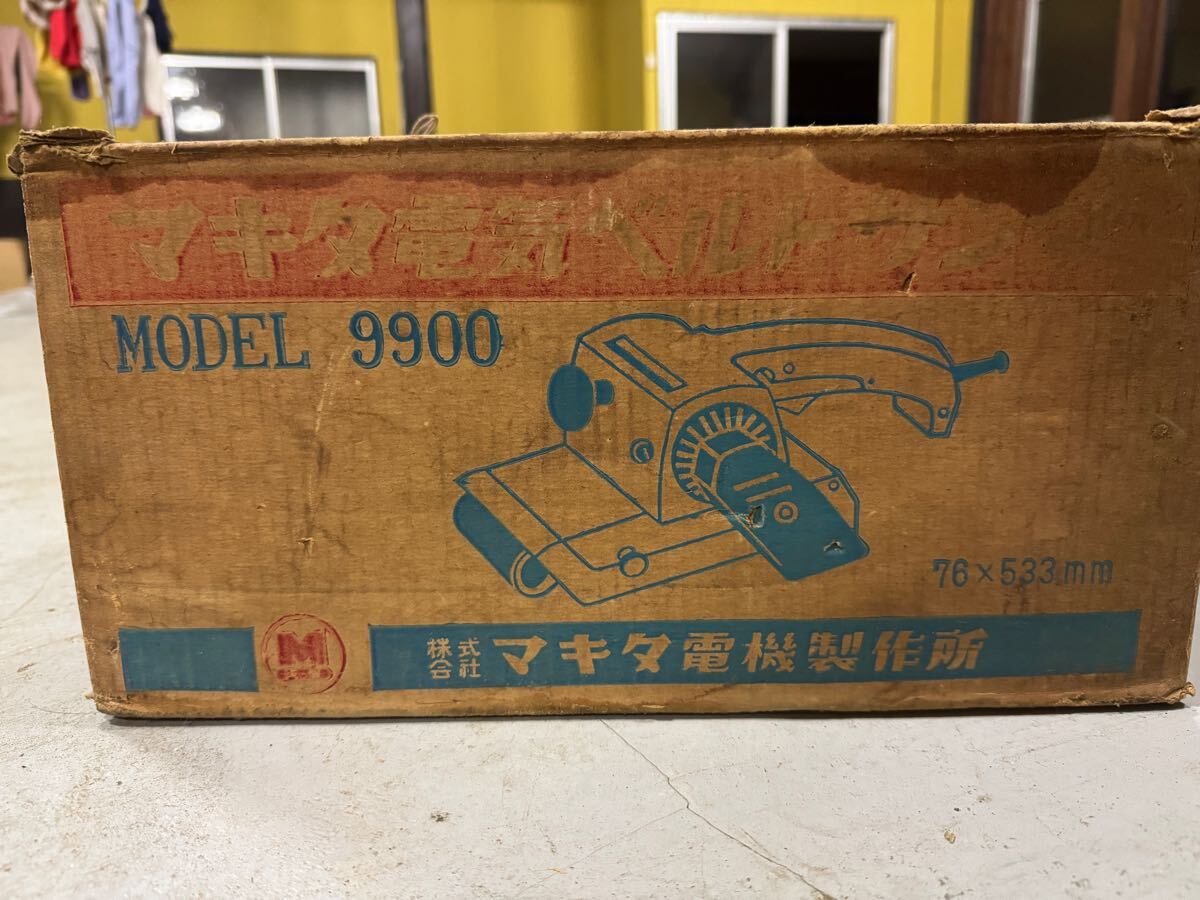 マキタ電気ベルトサンダ
MODEL 9900
76×533mm
M
株式会社 マキタ電機製作所